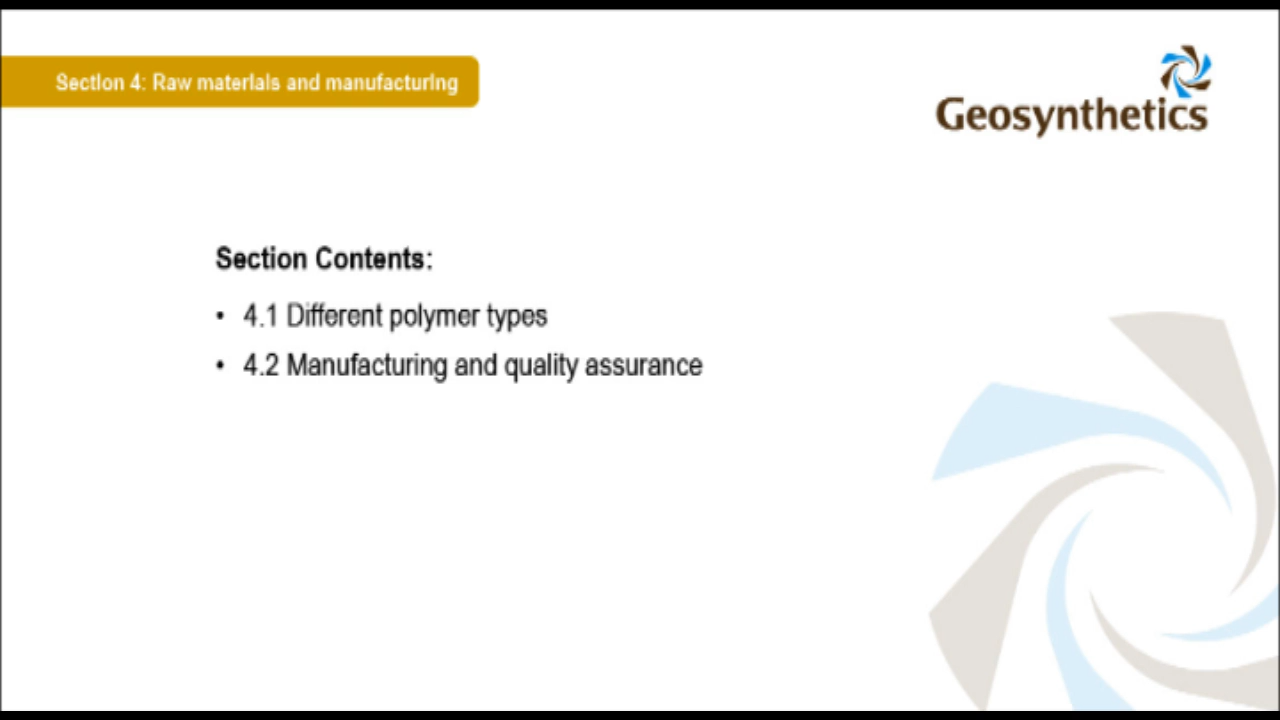 Section 4: Raw materials and manufacturing
Geosynthetics
Section Contents:
• 4.1 Different polymer types
• 4.2 Manufacturing and quality assurance